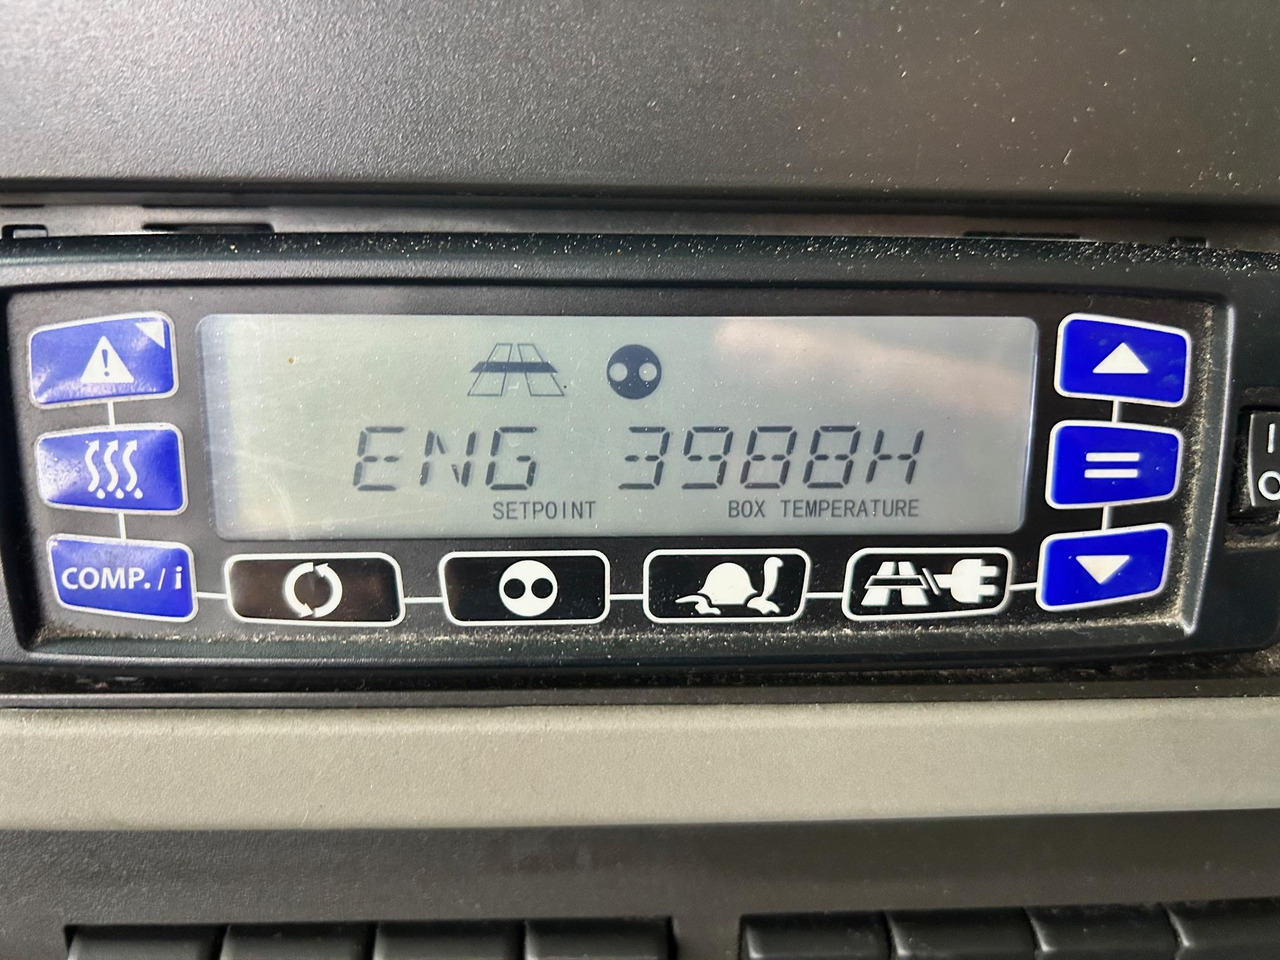 ENG 3988H
SETPOINT BOX TEMPERATURE
COMP. / i